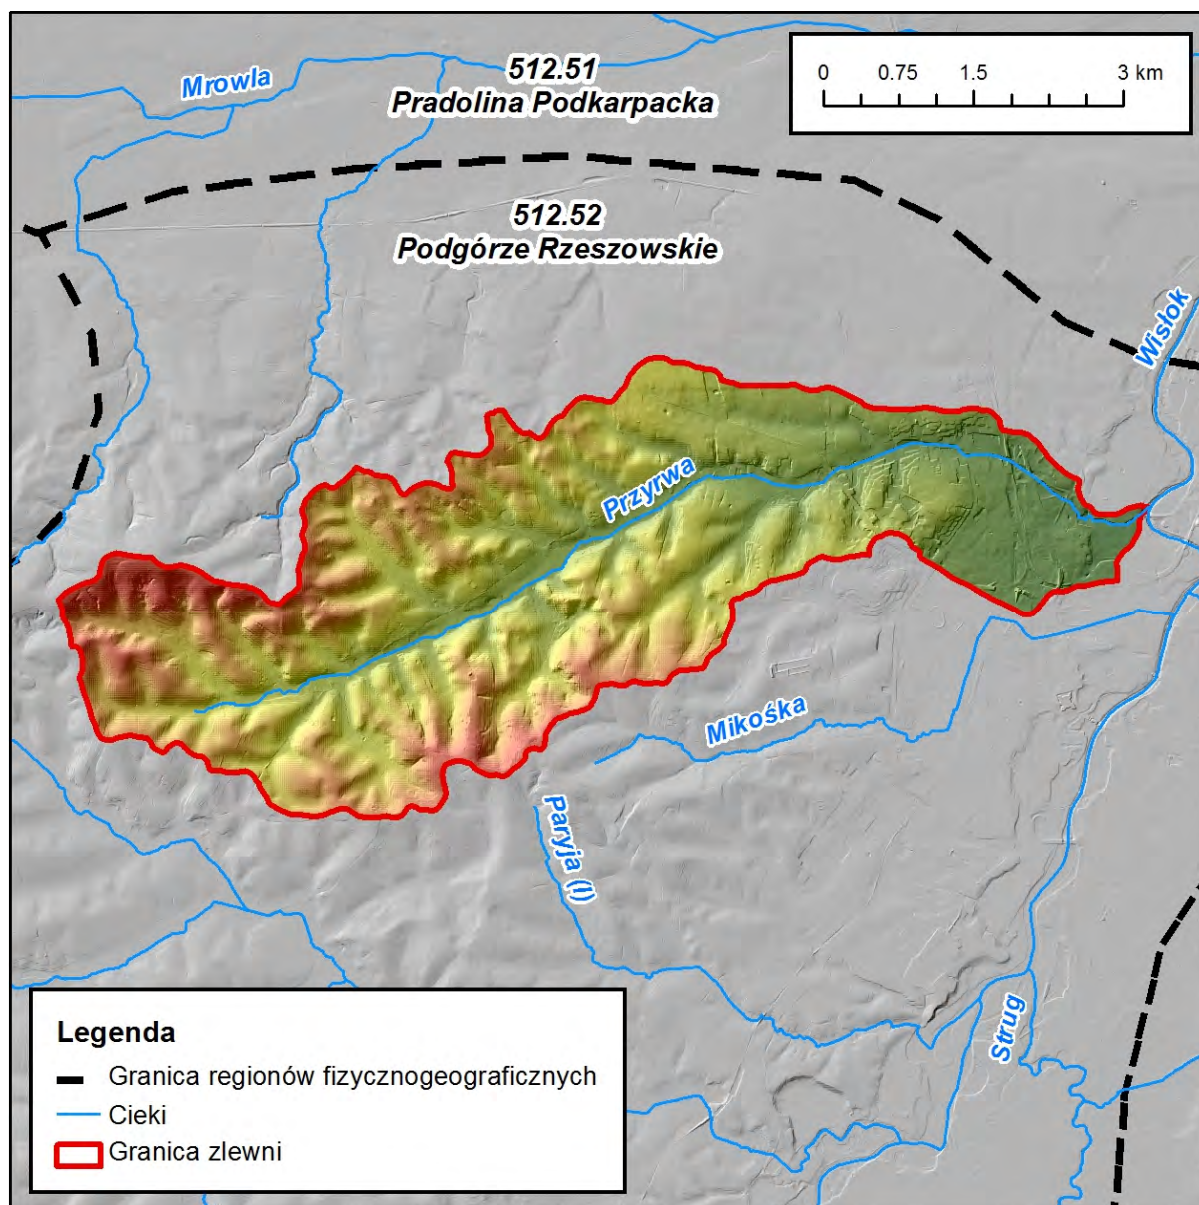 Mrowla
512.51
Pradolina Podkarpacka
0 0.75 1.5 3 km
512.52
Podgórze Rzeszowskie
Wisłok
Przyrwa
Mikośka
Paryja (I)
Strug
Legenda
Granica regionów fizycznogeograficznych
Cieki
Granica zlewni